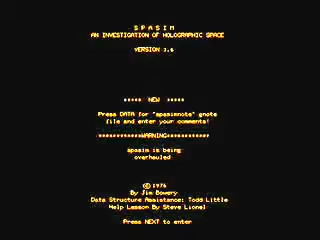 S P A S I M
AN INVESTIGATION OF HOLOGRAPHIC SPACE
VERSION 1.6
***** NEW *****
Press DATA for "spasimnote" gnote
file and enter your comments!
************WARNING************
spasim is being
overhauled
© 1976
By Jim Bowery
Data Structure Assistance: Todd Little
Help Lesson By Steve Lionel
Press NEXT to enter